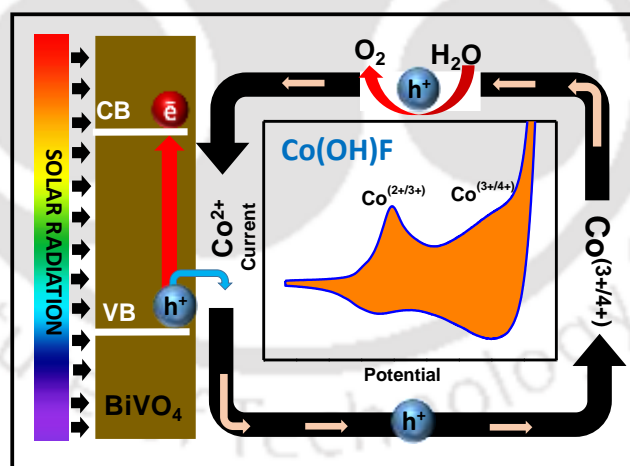 SOLAR RADIATION
CB
ē
VB
h⁺
BiVO₄
O₂
H₂O
h⁺
Co²⁺
Co(OH)F
Co⁽²⁺/³⁺⁾
Co⁽³⁺/⁴⁺⁾
Current
Potential
Co⁽³⁺/⁴⁺⁾
h⁺
Technology